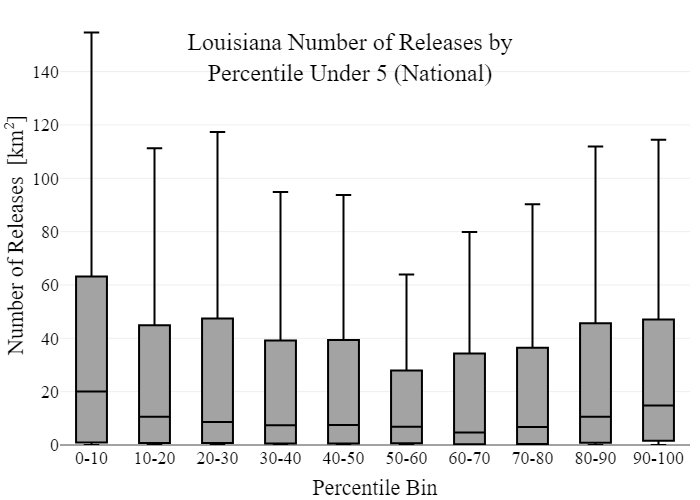 Louisiana Number of Releases by
Percentile Under 5 (National)
Number of Releases [km²]
140
120
100
80
60
40
20
0
0-10 10-20 20-30 30-40 40-50 50-60 60-70 70-80 80-90 90-100
Percentile Bin